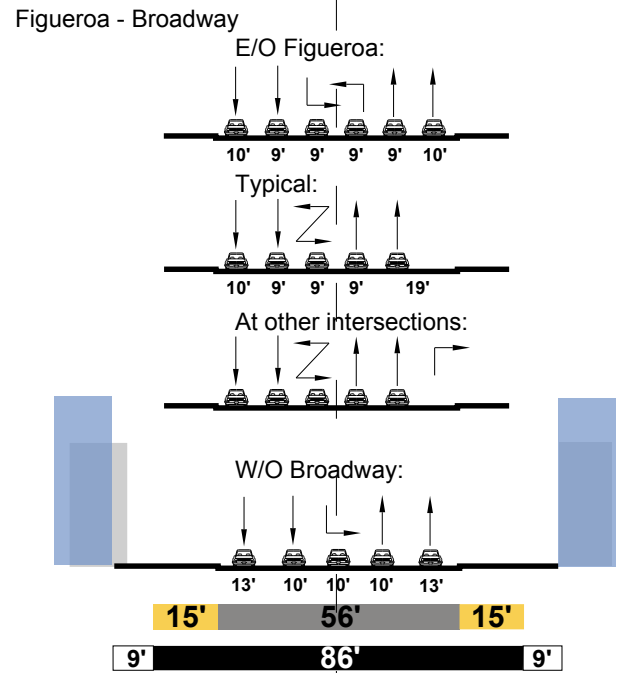 Figueroa - Broadway
E/O Figueroa:
10' 9' 9' 9' 9' 10'
Typical:
10' 9' 9' 9' 19'
At other intersections:
W/O Broadway:
13' 10' 10' 10' 13'
15' 56' 15'
9' 86' 9'